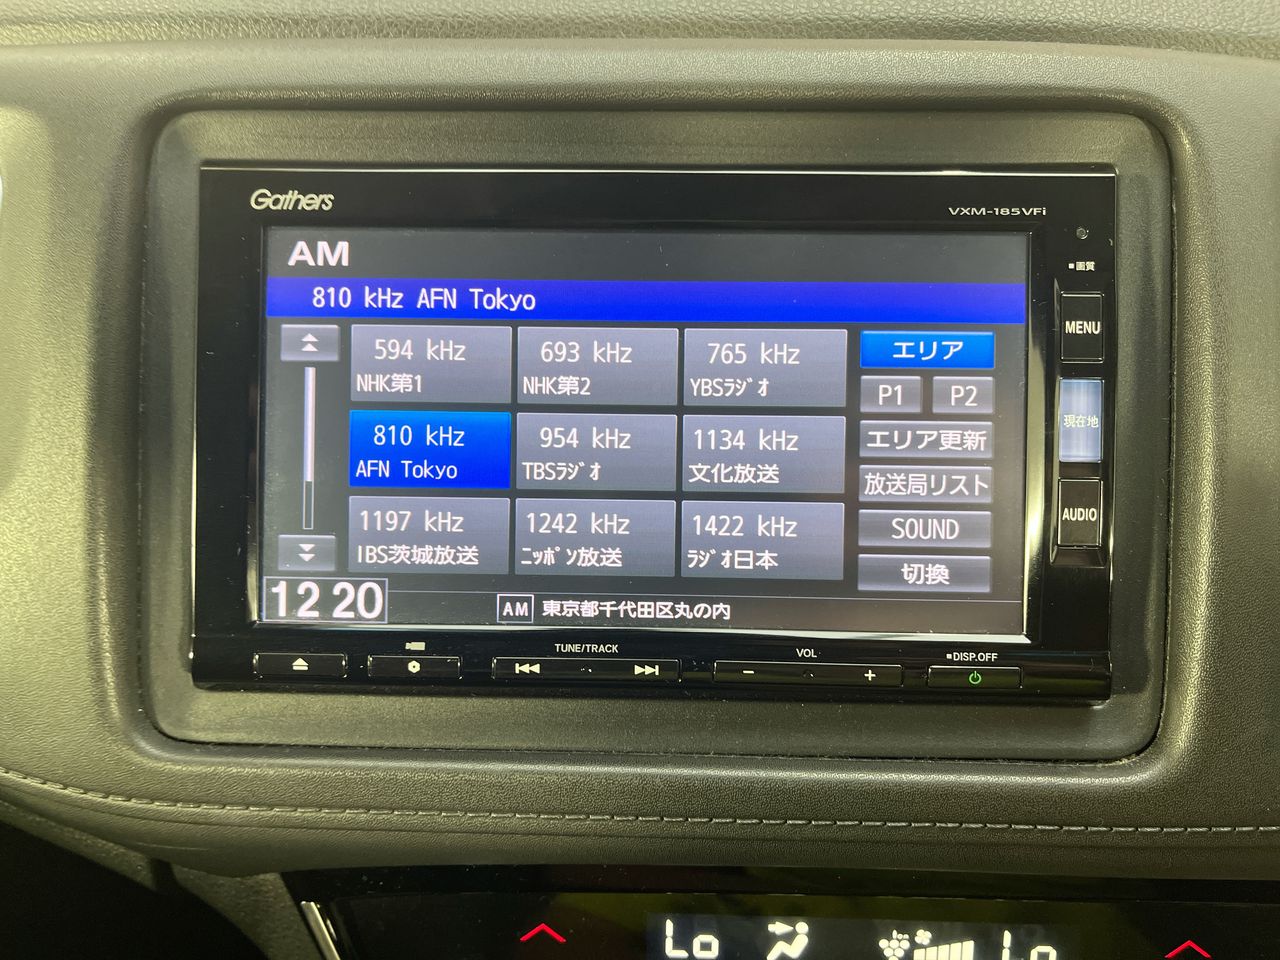 Gathers
VXM-185VFi
AM
画質
810 kHz AFN Tokyo
MENU
594 kHz
NHK第1
693 kHz
NHK第2
765 kHz
YBSﾗｼﾞｵ
エリア
P1
P2
現在地
810 kHz
AFN Tokyo
954 kHz
TBSﾗｼﾞｵ
1134 kHz
文化放送
エリア更新
放送局リスト
AUDIO
1197 kHz
IBS茨城放送
1242 kHz
ﾆｯﾎﾟﾝ放送
1422 kHz
ﾗｼﾞｵ日本
SOUND
切換
12 20
AM 東京都千代田区丸の内
TUNE/TRACK
VOL
DISP.OFF
Lo
Lo